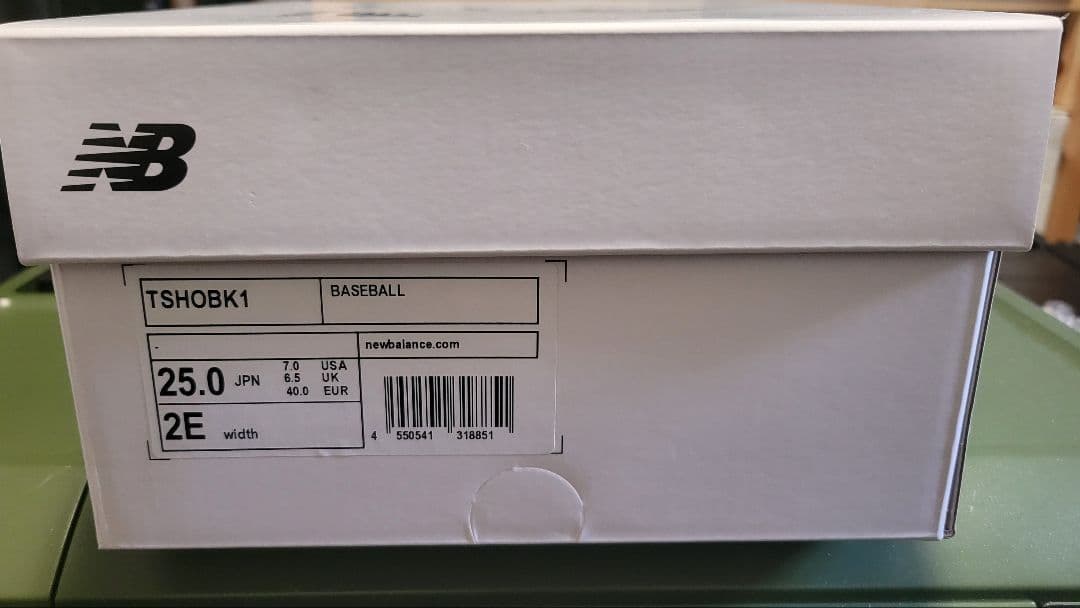 NB
TSHOBK1
BASEBALL
-
newbalance.com
25.0 JPN
7.0 USA
6.5 UK
40.0 EUR
2E width
4 550541 318851